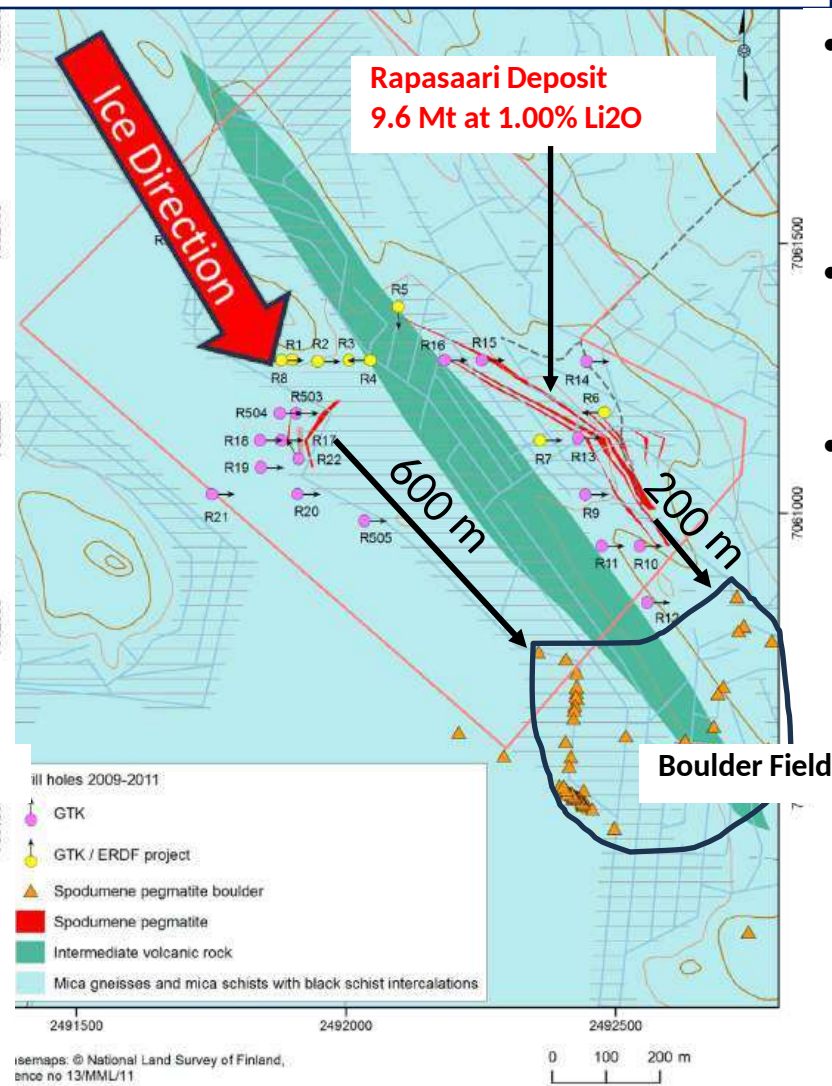 Rapasaari Deposit
9.6 Mt at 1.00% Li2O
Ice Direction
7061500
R5
R1 R2 R3
R16 R15
R8 R4
R14
R503
R504
R6
R18 R17
R7 R13
R22
R19
600 m
200 m
R21 R20
R9
7061000
R505
R11 R10
R12
Boulder Field
ill holes 2009-2011
GTK
GTK / ERDF project
Spodumene pegmatite boulder
Spodumene pegmatite
Intermediate volcanic rock
Mica gneisses and mica schists with black schist intercalations
2491500 2492000 2492500
asemaps: © National Land Survey of Finland,
ence no 13/MML/11
0 100 200 m